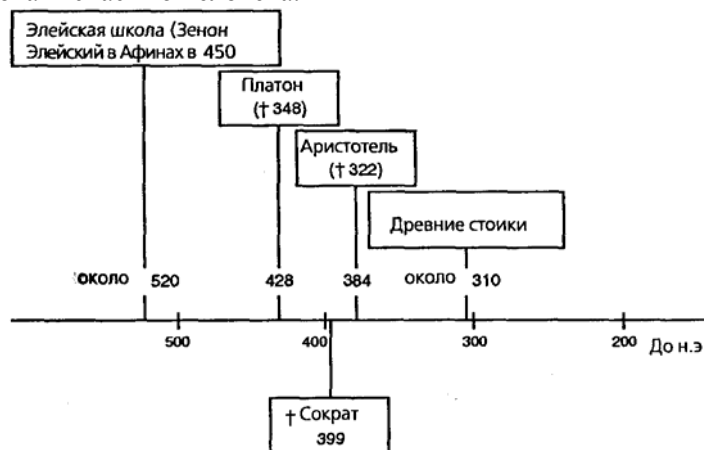 Элейская школа (Зенон
Элейский в Афинах в 450
Платон
(† 348)
Аристотель
(† 322)
Древние стоики
около 520
428
384
около 310
500
400
300
200
До н.э
† Сократ
399